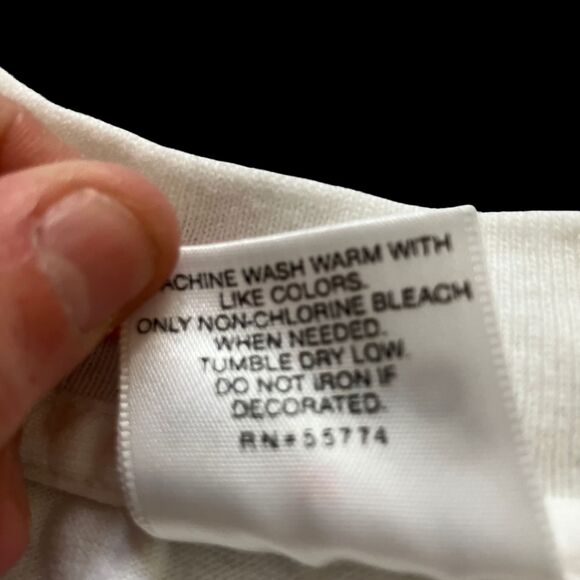 ACHINE WASH WARM WITH
LIKE COLORS.
ONLY NON-CHLORINE BLEACH
WHEN NEEDED.
TUMBLE DRY LOW.
DO NOT IRON IF
DECORATED.
RN#55774